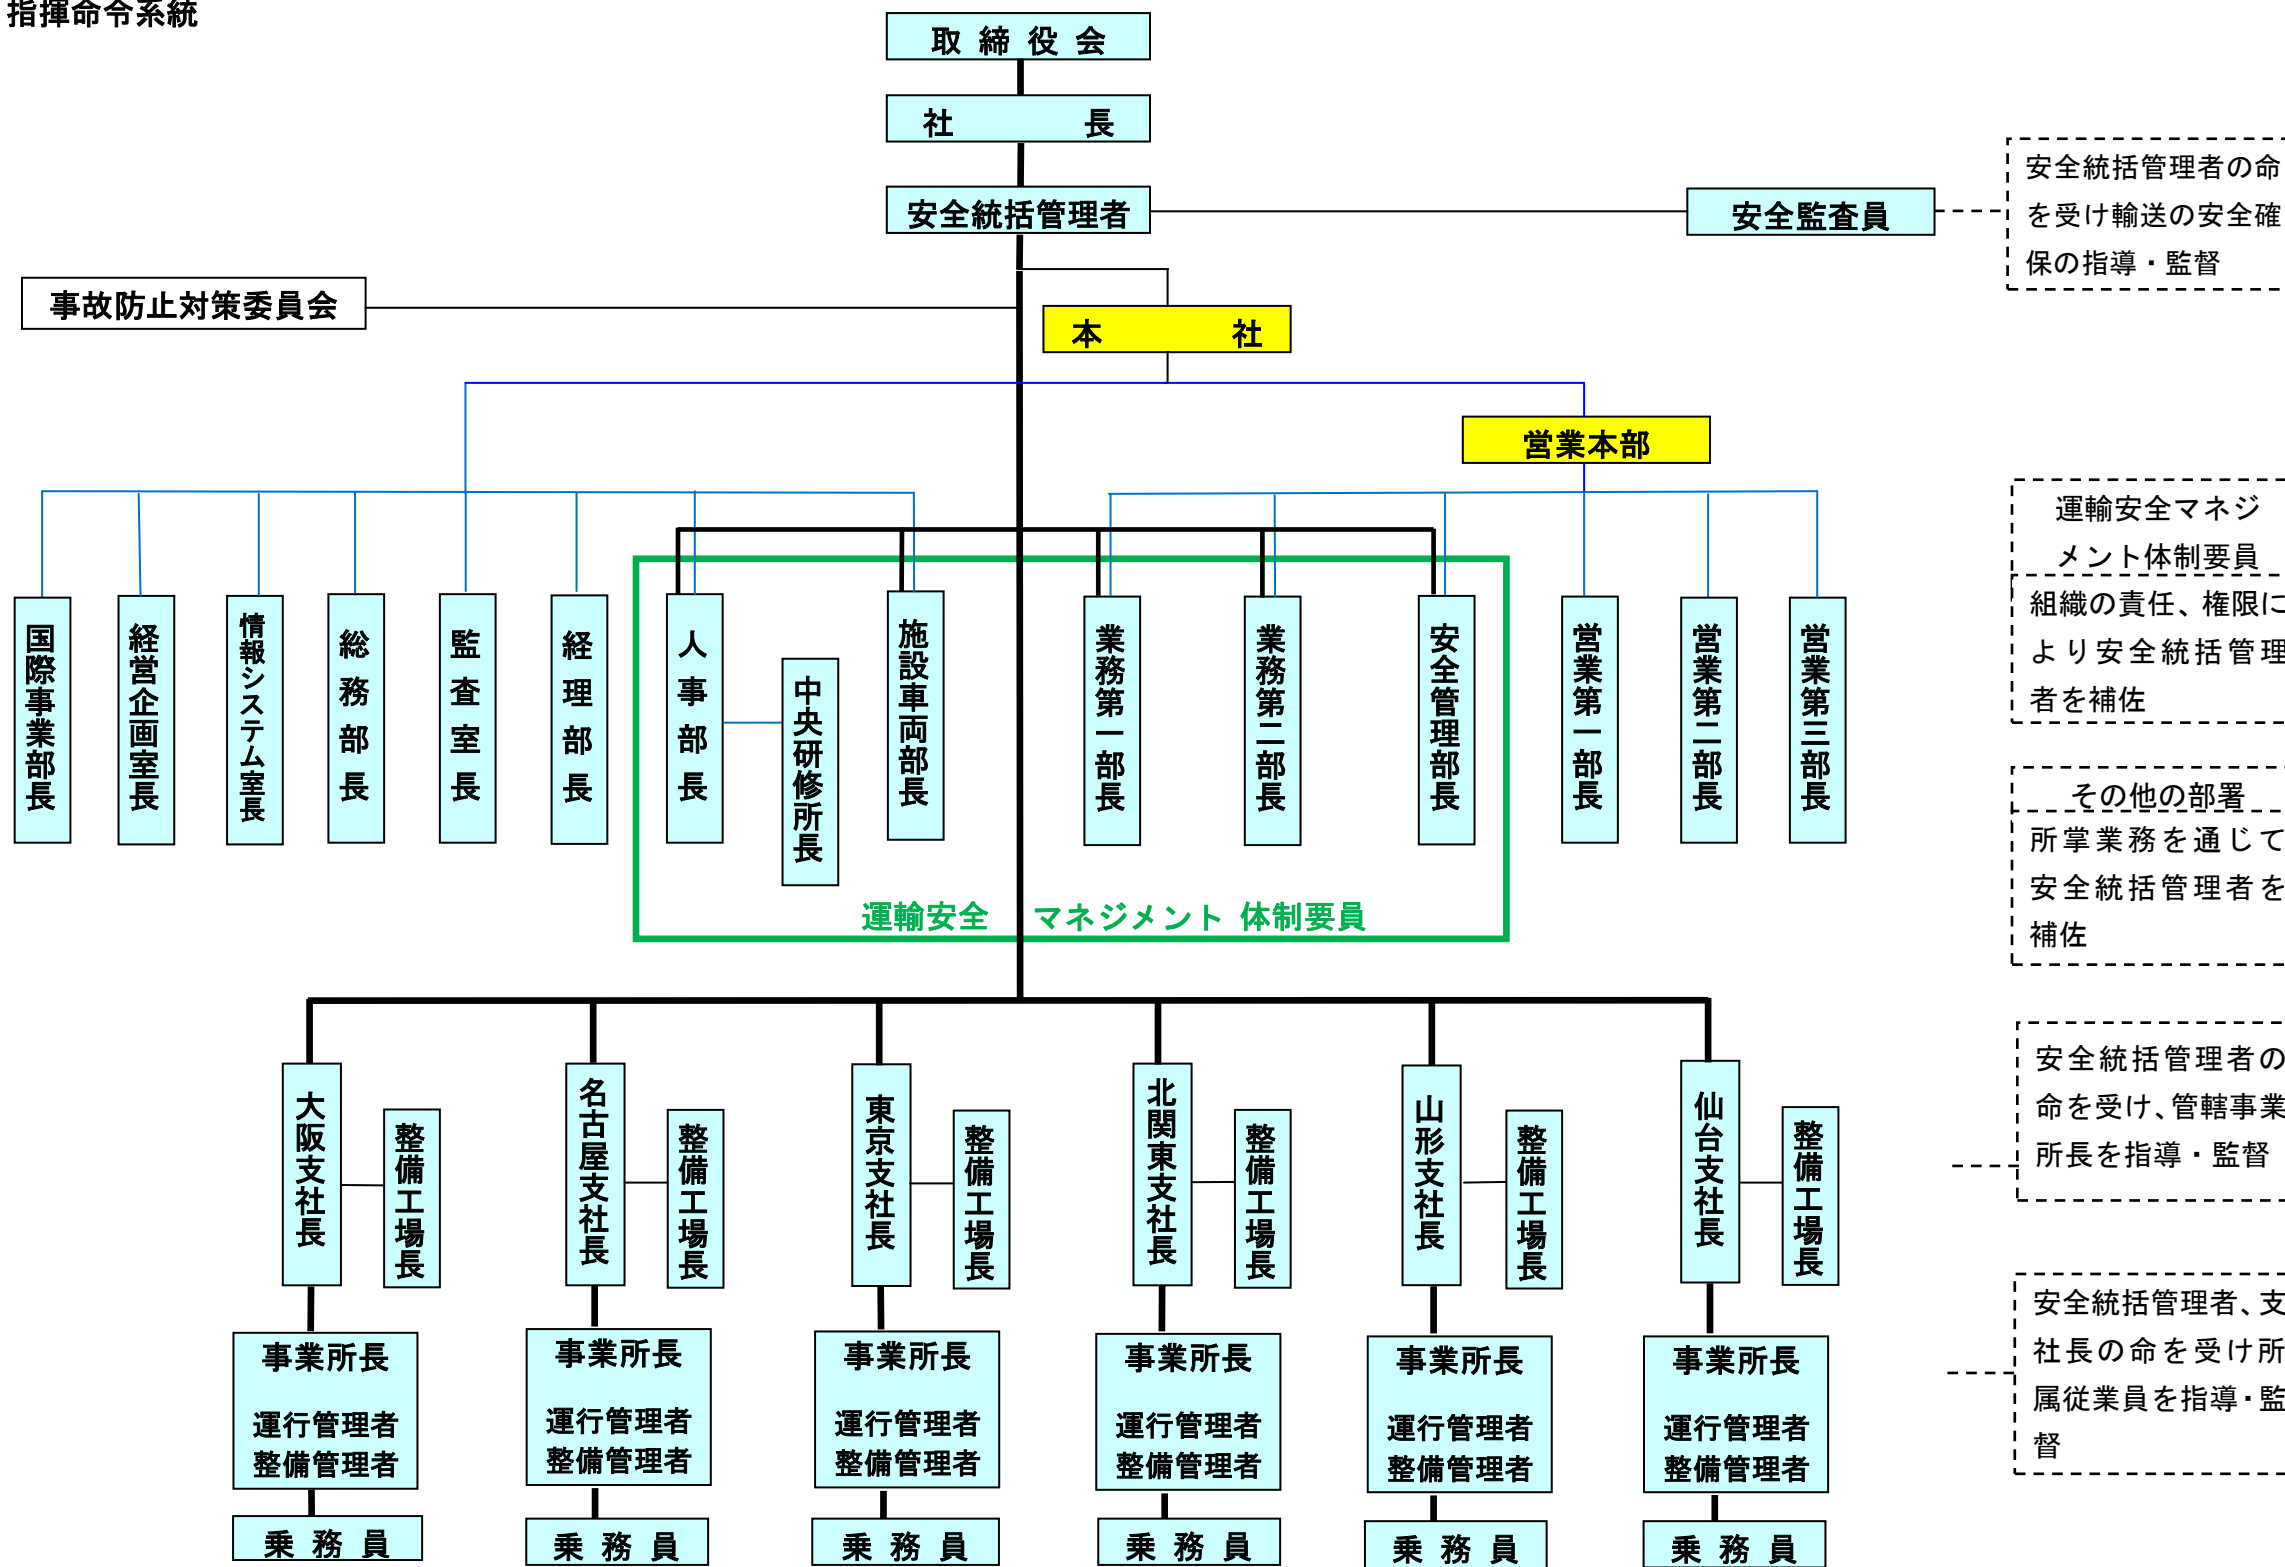 指揮命令系統
取締役会
社長
安全統括管理者
安全監査員
安全統括管理者の命
を受け輸送の安全確
保の指導・監督
事故防止対策委員会
本社
営業本部
運輸安全マネジ
メント体制要員
組織の責任、権限に
より安全統括管理
者を補佐
国際事業部長
経営企画室長
情報システム室長
総務部長
監査室長
経理部長
人事部長
中央研修所長
施設車両部長
業務第一部長
業務第二部長
安全管理部長
営業第一部長
営業第二部長
営業第三部長
運輸安全 マネジメント 体制要員
その他の部署
所掌業務を通じて
安全統括管理者を
補佐
大阪支社長
整備工場長
名古屋支社長
整備工場長
東京支社長
整備工場長
北関東支社長
整備工場長
山形支社長
整備工場長
仙台支社長
整備工場長
安全統括管理者の
命を受け、管轄事業
所長を指導・監督
事業所長
運行管理者
整備管理者
事業所長
運行管理者
整備管理者
事業所長
運行管理者
整備管理者
事業所長
運行管理者
整備管理者
事業所長
運行管理者
整備管理者
事業所長
運行管理者
整備管理者
安全統括管理者、支
社長の命を受け所
属従業員を指導・監
督
乗務員
乗務員
乗務員
乗務員
乗務員
乗務員